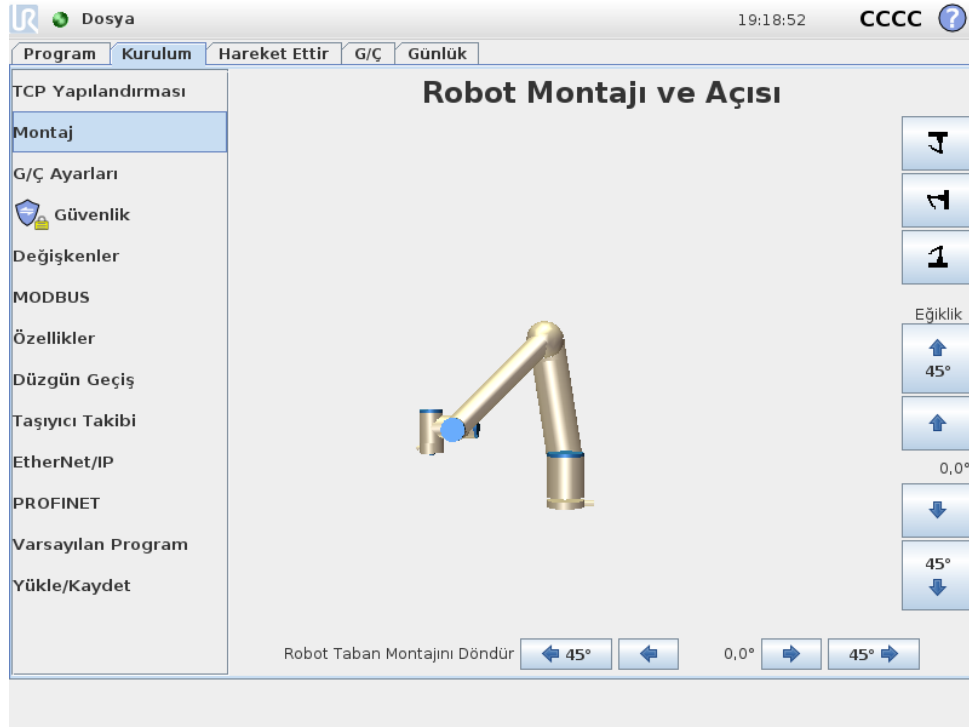 UR Dosya 19:18:52 CCCC ?
Program Kurulum Hareket Ettir G/Ç Günlük
TCP Yapılandırması
Montaj
G/Ç Ayarları
Güvenlik
Değişkenler
MODBUS
Özellikler
Düzgün Geçiş
Taşıyıcı Takibi
EtherNet/IP
PROFINET
Varsayılan Program
Yükle/Kaydet
Robot Montajı ve Açısı
Eğiklik
45°
0,0°
45°
Robot Taban Montajını Döndür 45° 0,0° 45°